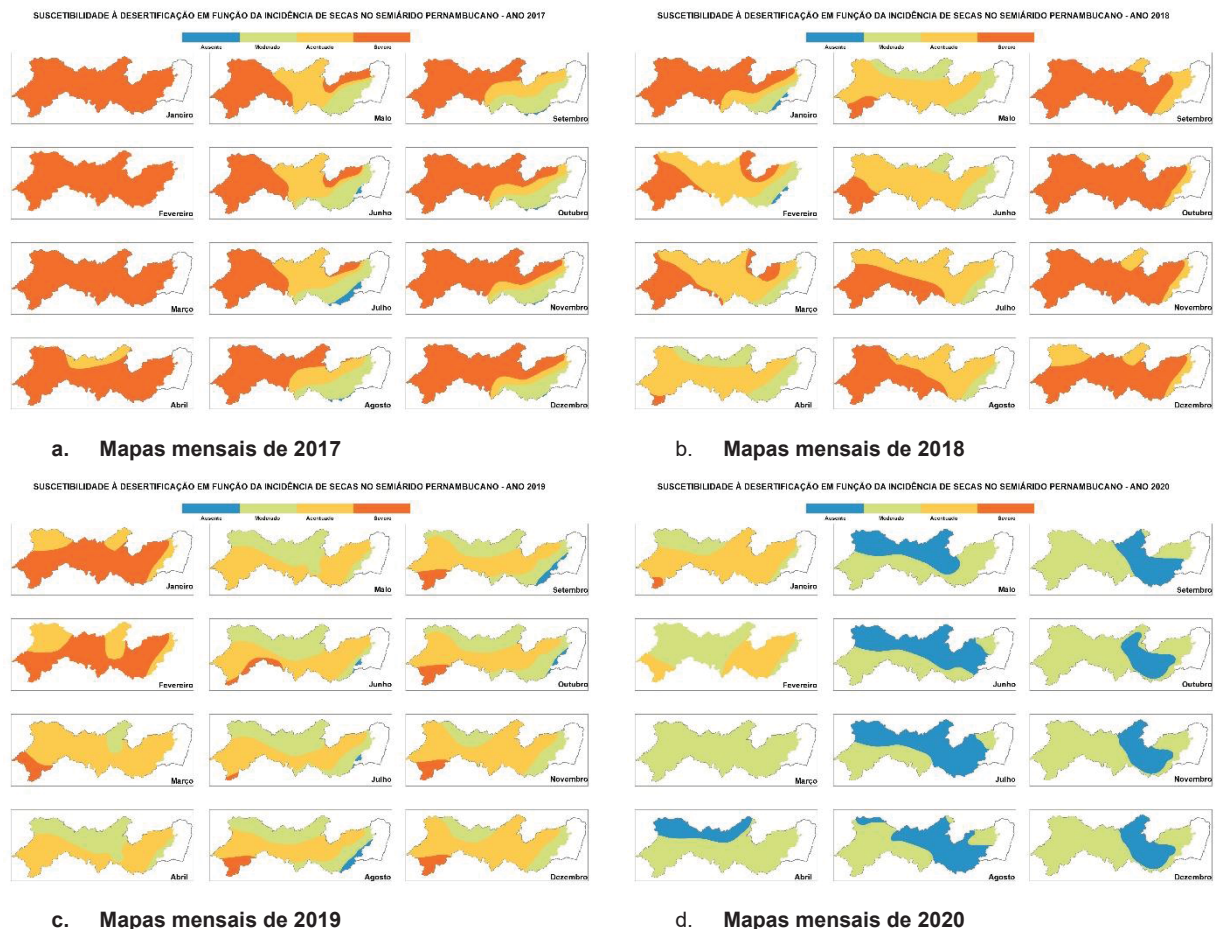 SUSCETIBILIDADE À DESERTIFICAÇÃO EM FUNÇÃO DA INCIDÊNCIA DE SECAS NO SEMIÁRIDO PERNAMBUCANO - ANO 2017
Ausente Moderado Acentuado Severo
Janeiro Maio Setembro
Fevereiro Junho Outubro
Março Julho Novembro
Abril Agosto Dezembro
a. Mapas mensais de 2017
SUSCETIBILIDADE À DESERTIFICAÇÃO EM FUNÇÃO DA INCIDÊNCIA DE SECAS NO SEMIÁRIDO PERNAMBUCANO - ANO 2018
Ausente Moderado Acentuado Severo
Janeiro Maio Setembro
Fevereiro Junho Outubro
Março Julho Novembro
Abril Agosto Dezembro
b. Mapas mensais de 2018
SUSCETIBILIDADE À DESERTIFICAÇÃO EM FUNÇÃO DA INCIDÊNCIA DE SECAS NO SEMIÁRIDO PERNAMBUCANO - ANO 2019
Ausente Moderado Acentuado Severo
Janeiro Maio Setembro
Fevereiro Junho Outubro
Março Julho Novembro
Abril Agosto Dezembro
c. Mapas mensais de 2019
SUSCETIBILIDADE À DESERTIFICAÇÃO EM FUNÇÃO DA INCIDÊNCIA DE SECAS NO SEMIÁRIDO PERNAMBUCANO - ANO 2020
Ausente Moderado Acentuado Severo
Janeiro Maio Setembro
Fevereiro Junho Outubro
Março Julho Novembro
Abril Agosto Dezembro
d. Mapas mensais de 2020